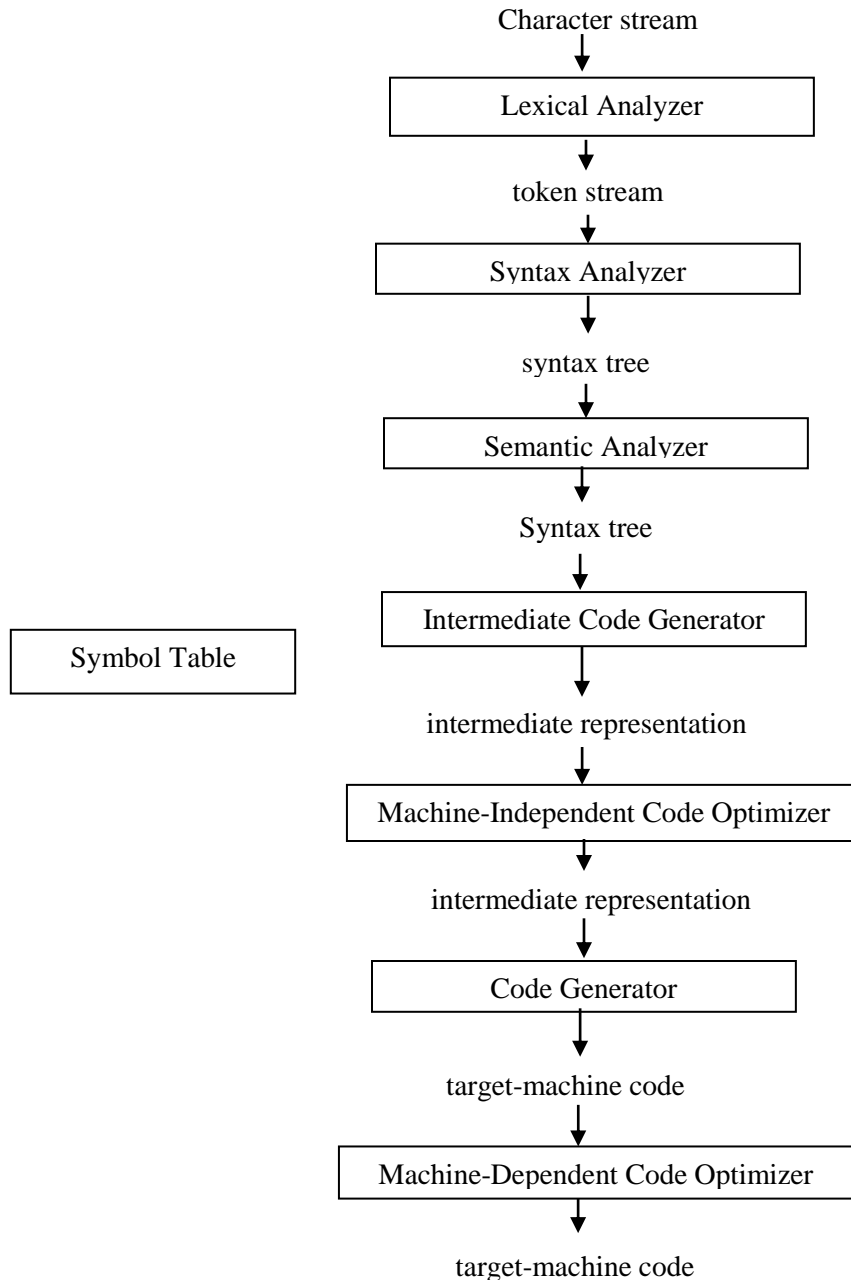 Character stream
Lexical Analyzer
token stream
Syntax Analyzer
syntax tree
Semantic Analyzer
Syntax tree
Intermediate Code Generator
Symbol Table
intermediate representation
Machine-Independent Code Optimizer
intermediate representation
Code Generator
target-machine code
Machine-Dependent Code Optimizer
target-machine code